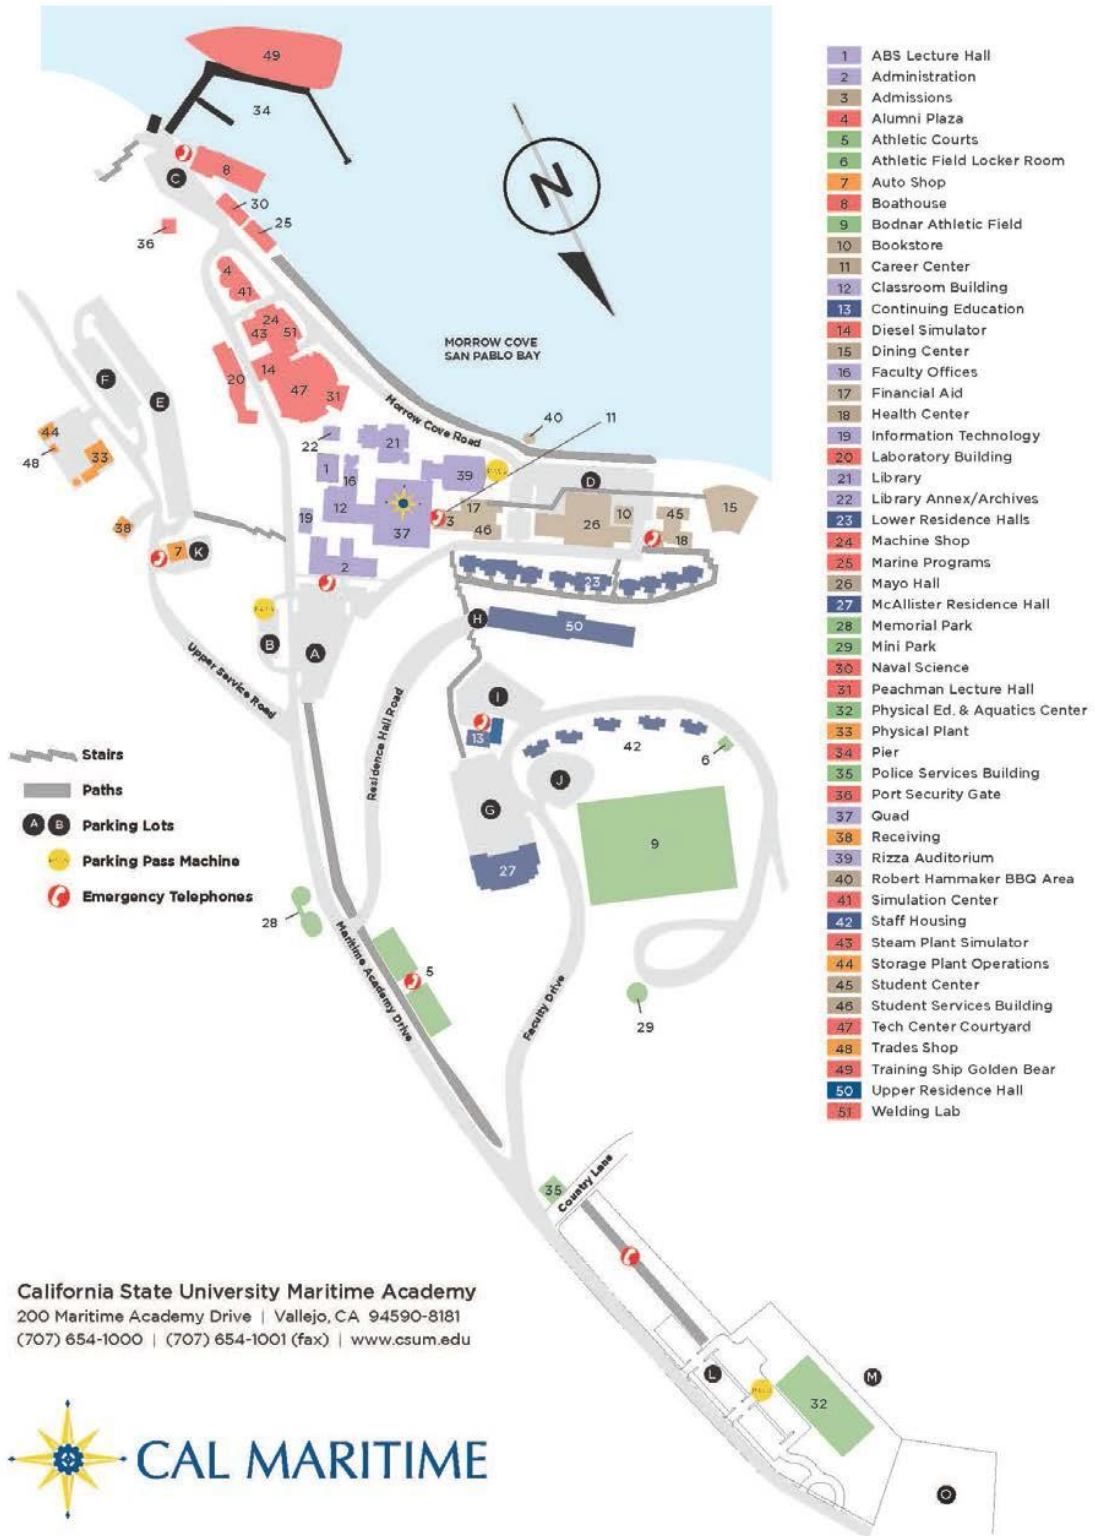 49
34
C
8
30
25
36
4
41
24
43
51
14
47
31
20
MORROW COVE
SAN PABLO BAY
N
F
E
44
48
33
38
7
K
Morrow Cove Road
40
11
22
21
1
16
39
D
12
19
37
17
3
46
26
10
45
18
15
2
23
H
50
B
A
Upper Service Road
Residence Hall Road
I
13
42
6
J
G
9
27
28
5
Maritime Academy Drive
Faculty Drive
29
35
Country Lane
L
32
M
O
Stairs
Paths
A B Parking Lots
Parking Pass Machine
Emergency Telephones
1 ABS Lecture Hall
2 Administration
3 Admissions
4 Alumni Plaza
5 Athletic Courts
6 Athletic Field Locker Room
7 Auto Shop
8 Boathouse
9 Bodnar Athletic Field
10 Bookstore
11 Career Center
12 Classroom Building
13 Continuing Education
14 Diesel Simulator
15 Dining Center
16 Faculty Offices
17 Financial Aid
18 Health Center
19 Information Technology
20 Laboratory Building
21 Library
22 Library Annex/Archives
23 Lower Residence Halls
24 Machine Shop
25 Marine Programs
26 Mayo Hall
27 McAllister Residence Hall
28 Memorial Park
29 Mini Park
30 Naval Science
31 Peachman Lecture Hall
32 Physical Ed. & Aquatics Center
33 Physical Plant
34 Pier
35 Police Services Building
36 Port Security Gate
37 Quad
38 Receiving
39 Rizza Auditorium
40 Robert Hammaker BBQ Area
41 Simulation Center
42 Staff Housing
43 Steam Plant Simulator
44 Storage Plant Operations
45 Student Center
46 Student Services Building
47 Tech Center Courtyard
48 Trades Shop
49 Training Ship Golden Bear
50 Upper Residence Hall
51 Welding Lab
California State University Maritime Academy
200 Maritime Academy Drive | Vallejo, CA 94590-8181
(707) 654-1000 | (707) 654-1001 (fax) | www.csum.edu
CAL MARITIME